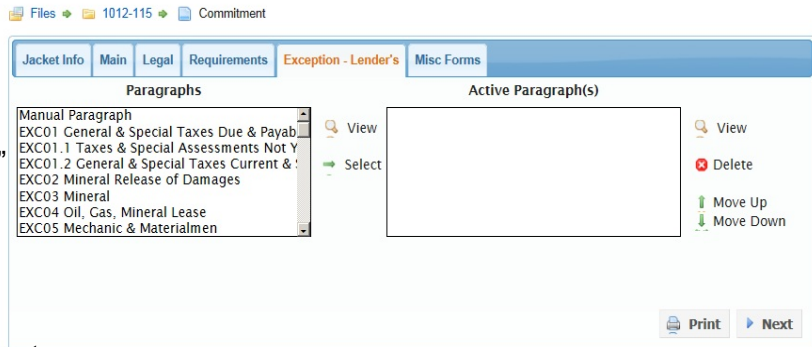 Files 1012-115 Commitment
Jacket Info Main Legal Requirements Exception - Lender's Misc Forms
Paragraphs Active Paragraph(s)
Manual Paragraph
EXC01 General & Special Taxes Due & Payab
EXC01.1 Taxes & Special Assessments Not Y
EXC01.2 General & Special Taxes Current &
EXC02 Mineral Release of Damages
EXC03 Mineral
EXC04 Oil, Gas, Mineral Lease
EXC05 Mechanic & Materialmen
View
Select
View
Delete
Move Up
Move Down
Print Next